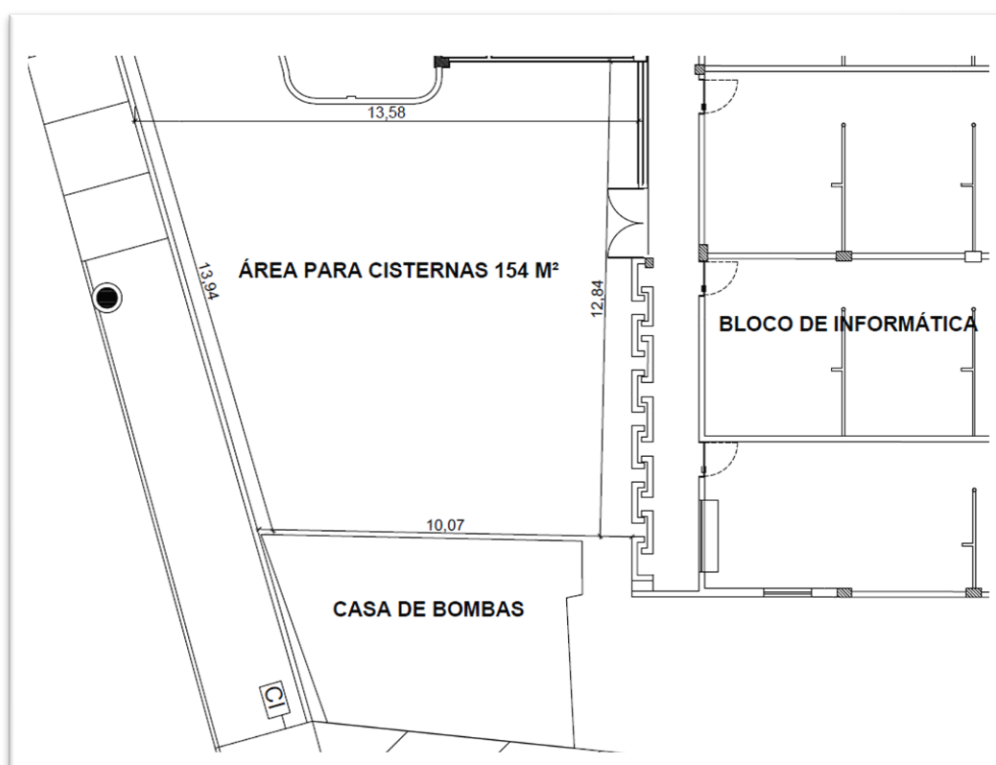 13,58
ÁREA PARA CISTERNAS 154 M²
13,94
12,84
BLOCO DE INFORMÁTICA
10,07
CASA DE BOMBAS
CI